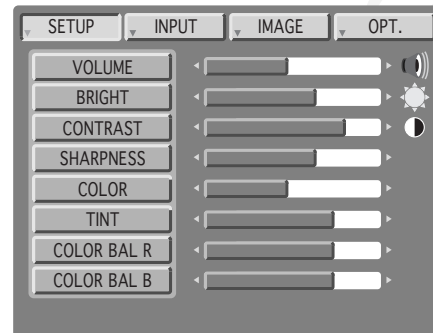 SETUP INPUT IMAGE OPT.
VOLUME
BRIGHT
CONTRAST
SHARPNESS
COLOR
TINT
COLOR BAL R
COLOR BAL B